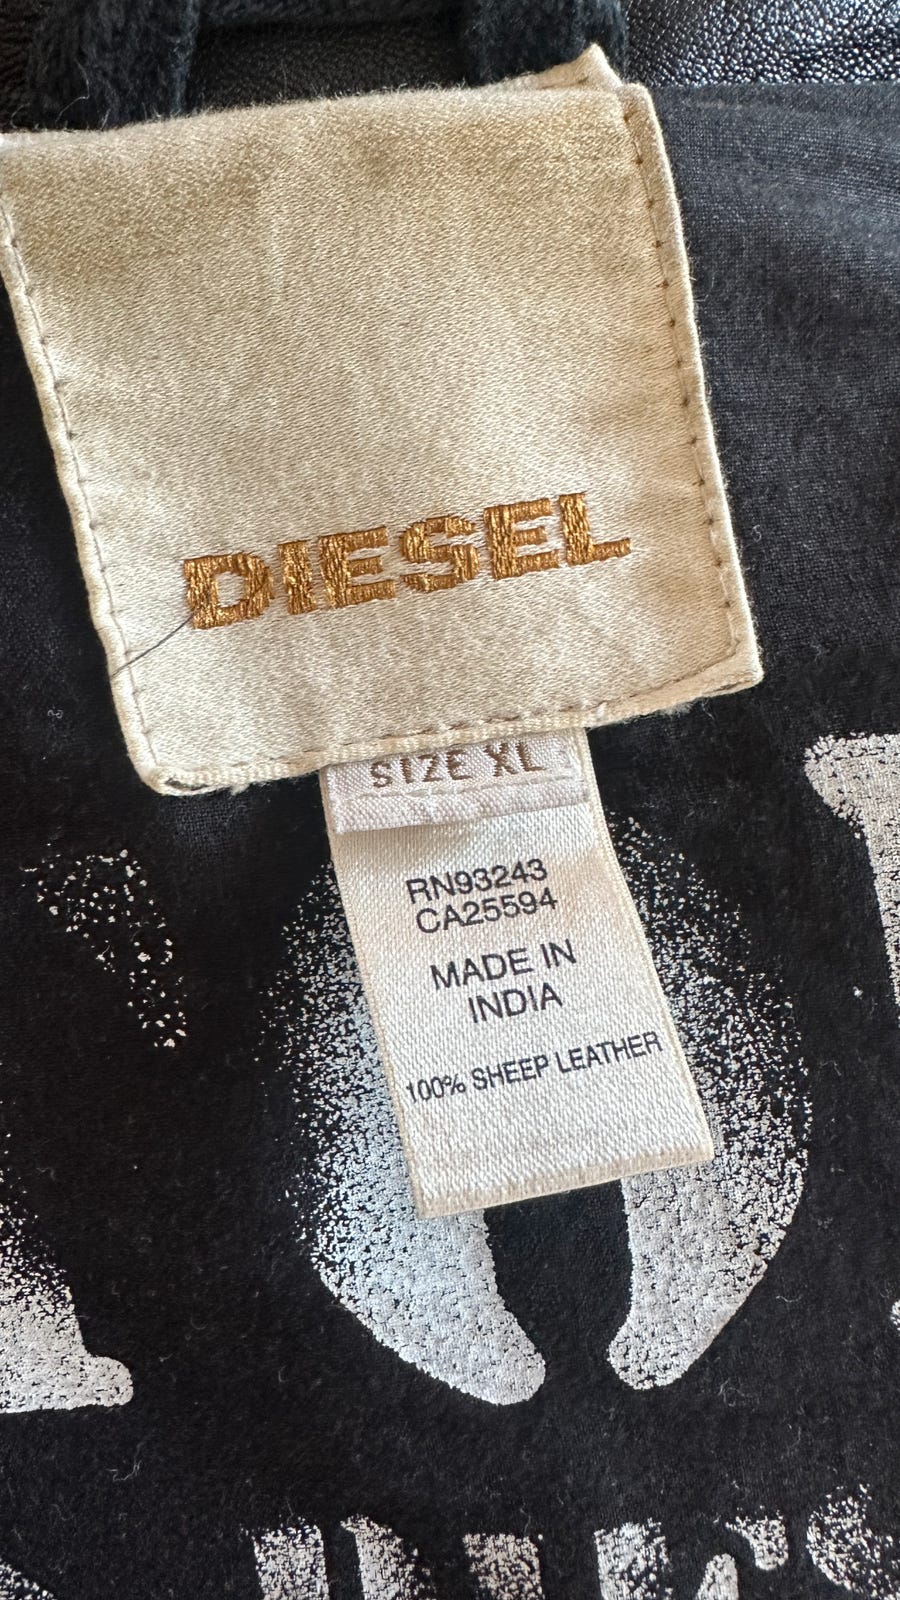 DIESEL
SIZE XL
RN93243
CA25594
MADE IN
INDIA
100% SHEEP LEATHER